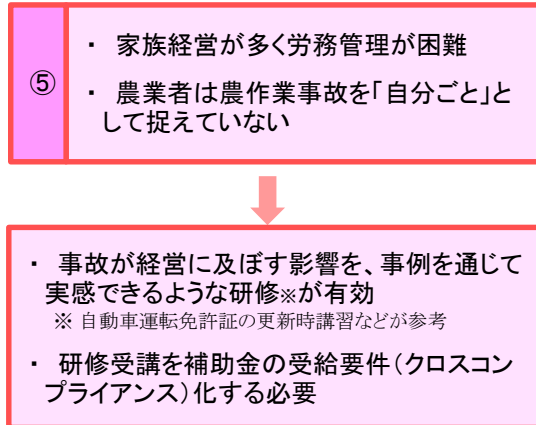 ⑤
・ 家族経営が多く労務管理が困難
・ 農業者は農作業事故を「自分ごと」と
して捉えていない
・ 事故が経営に及ぼす影響を、事例を通じて
実感できるような研修※が有効
※ 自動車運転免許証の更新時講習などが参考
・ 研修受講を補助金の受給要件（クロスコン
プライアンス）化する必要